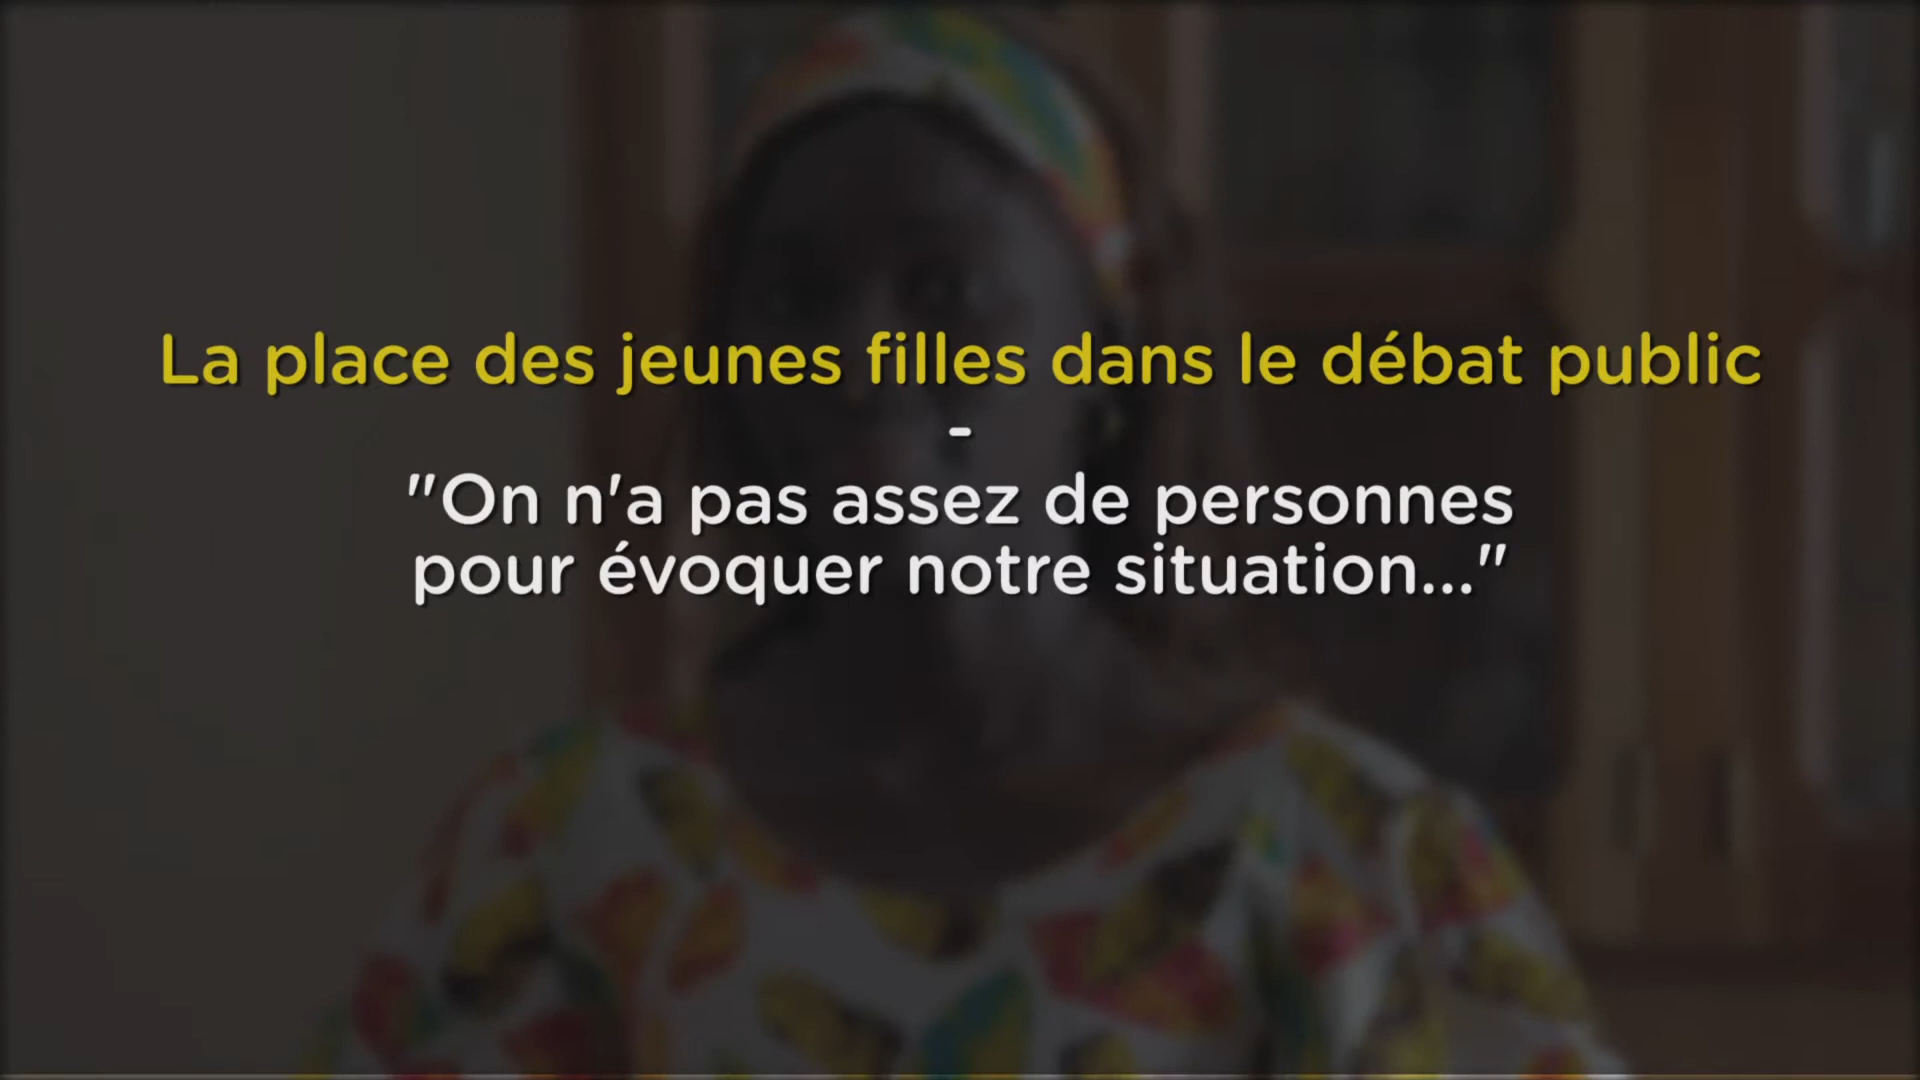 La place des jeunes filles dans le débat public
-
"On n'a pas assez de personnes
pour évoquer notre situation..."